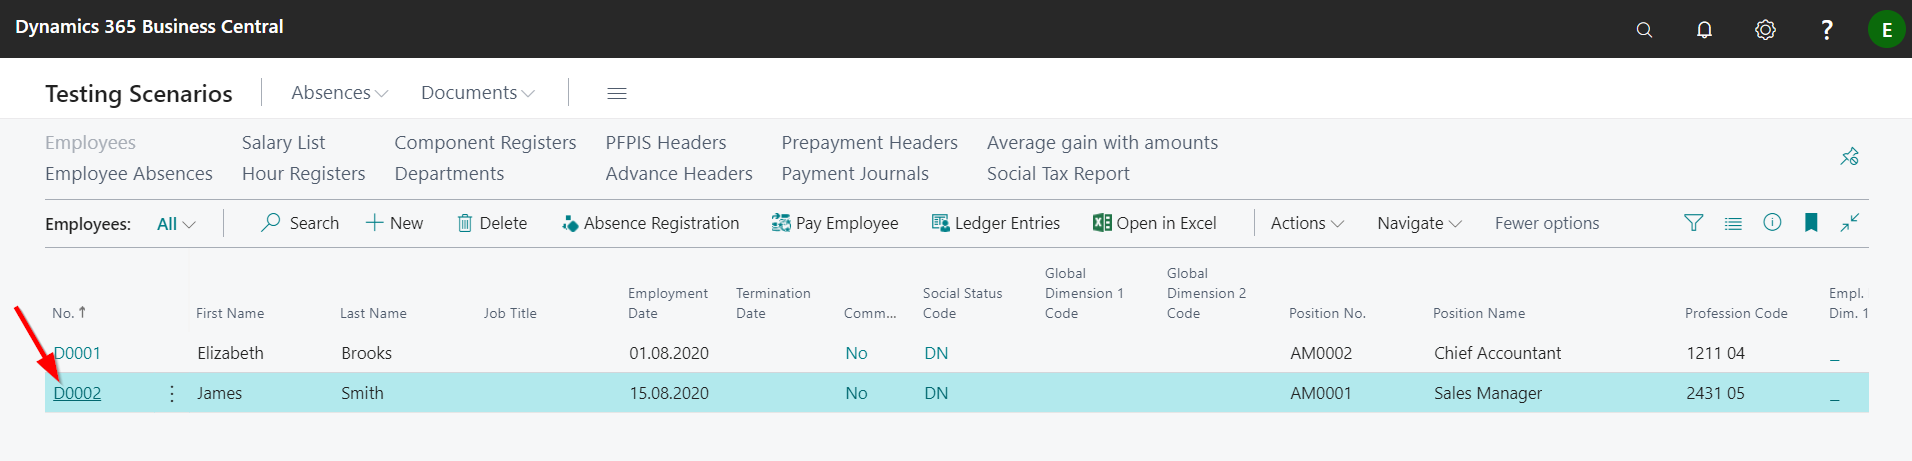 Dynamics 365 Business Central
E
Testing Scenarios Absences Documents
Employees Salary List Component Registers PFPIS Headers Prepayment Headers Average gain with amounts
Employee Absences Hour Registers Departments Advance Headers Payment Journals Social Tax Report
Employees: All Search New Delete Absence Registration Pay Employee Ledger Entries Open in Excel Actions Navigate Fewer options
No. ↑ First Name Last Name Job Title Employment Date Termination Date Comm... Social Status Code Global Dimension 1 Code Global Dimension 2 Code Position No. Position Name Profession Code Empl. Dim. 1
D0001 Elizabeth Brooks 01.08.2020 No DN AM0002 Chief Accountant 1211 04 _
D0002 James Smith 15.08.2020 No DN AM0001 Sales Manager 2431 05 _